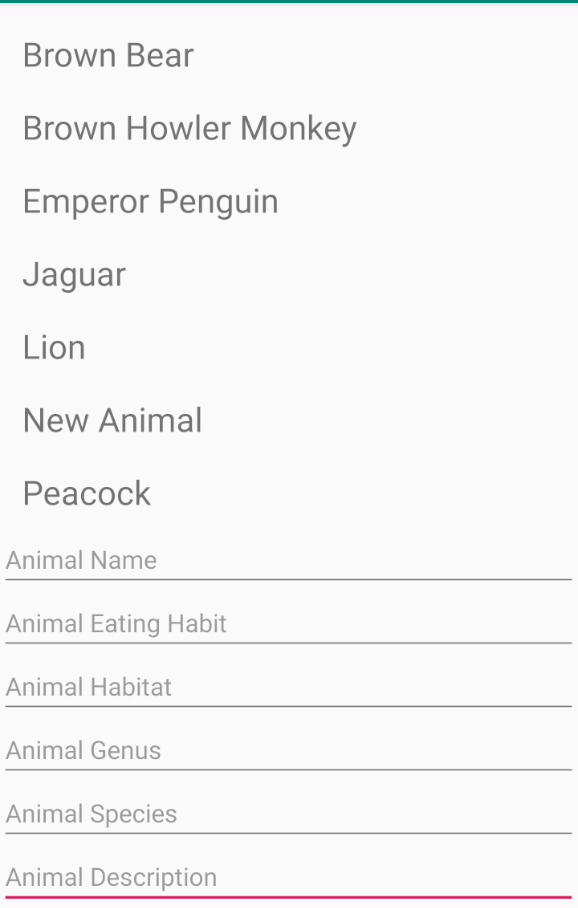 Brown Bear
Brown Howler Monkey
Emperor Penguin
Jaguar
Lion
New Animal
Peacock
Animal Name
Animal Eating Habit
Animal Habitat
Animal Genus
Animal Species
Animal Description